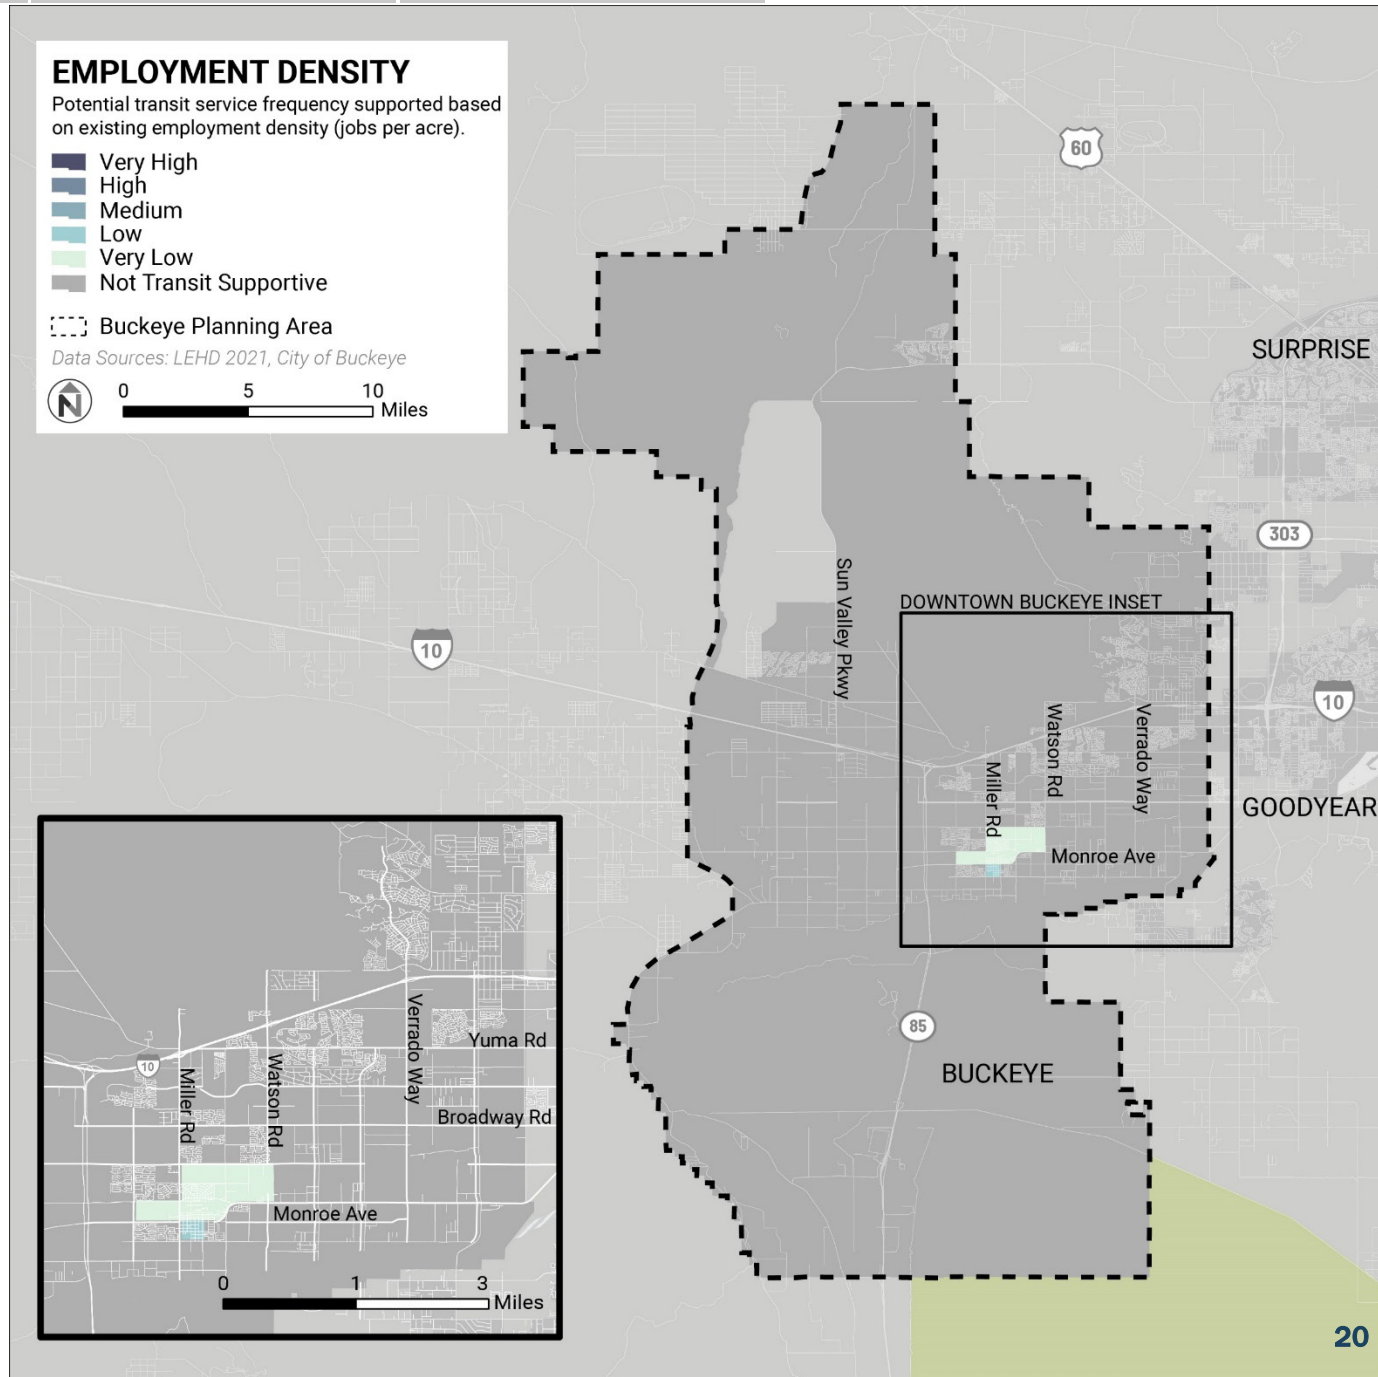 EMPLOYMENT DENSITY
Potential transit service frequency supported based
on existing employment density (jobs per acre).
Very High
High
Medium
Low
Very Low
Not Transit Supportive
Buckeye Planning Area
Data Sources: LEHD 2021, City of Buckeye
N
0 5 10 Miles
60
SURPRISE
303
10
Sun Valley Pkwy
DOWNTOWN BUCKEYE INSET
10
Watson Rd
Verrado Way
Miller Rd
GOODYEAR
Monroe Ave
85
BUCKEYE
Verrado Way
Yuma Rd
10
Miller Rd
Watson Rd
Broadway Rd
Monroe Ave
0 1 3 Miles
20